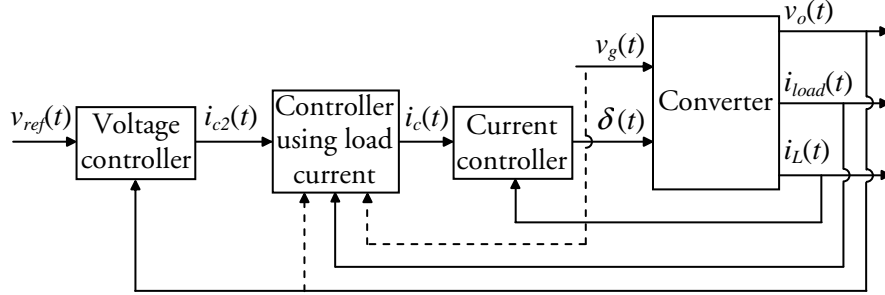 v_o(t)
v_g(t)
i_load(t)
Converter
v_ref(t)
Voltage
controller
i_c2(t)
Controller
using load
current
i_c(t)
Current
controller
δ(t)
i_L(t)